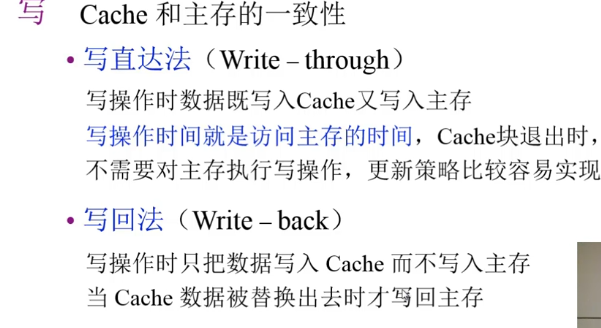 写 Cache 和主存的一致性
• 写直达法（Write – through）
写操作时数据既写入Cache又写入主存
写操作时间就是访问主存的时间，Cache块退出时，
不需要对主存执行写操作，更新策略比较容易实现
• 写回法（Write – back）
写操作时只把数据写入 Cache 而不写入主存
当 Cache 数据被替换出去时才写回主存